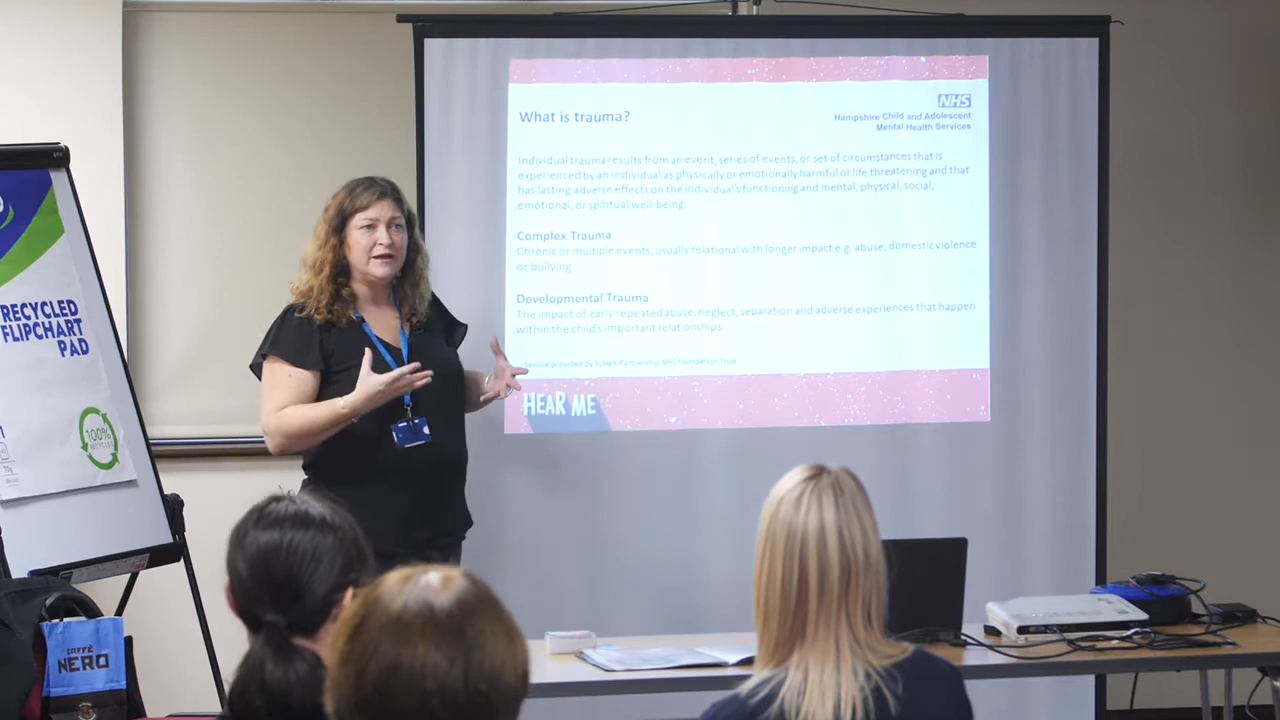 RECYCLED
FLIPCHART
PAD
100%
RECYCLED
70g
CAFFÈ
NERO
What is trauma?
NHS
Hampshire Child and Adolescent
Mental Health Services
Individual trauma results from an event, series of events, or set of circumstances that is
experienced by an individual as physically or emotionally harmful or life threatening and that
has lasting adverse effects on the individual's functioning and mental, physical, social,
emotional, or spiritual well-being
Complex Trauma
Chronic or multiple events, usually relational with longer impact e.g. abuse, domestic violence
or bullying
Developmental Trauma
The impact of early repeated abuse, neglect, separation and adverse experiences that happen
within the child's important relationships
Service provided by Sussex Partnership NHS Foundation Trust
HEAR ME